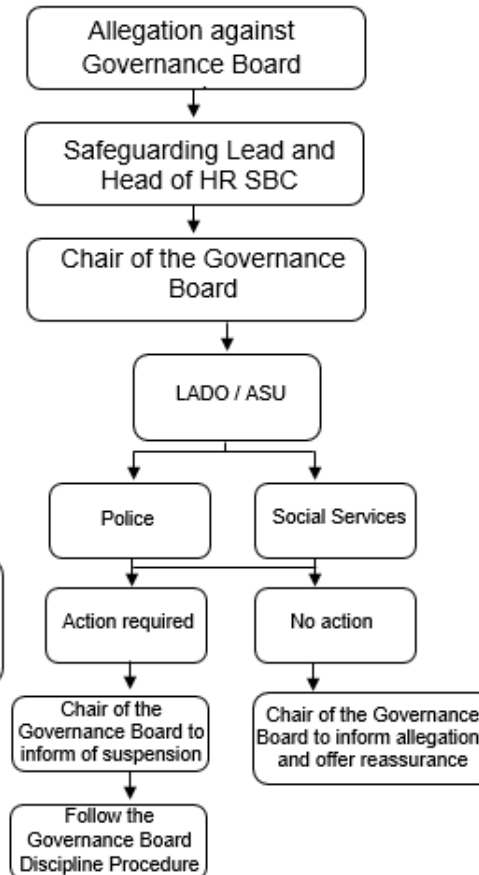 Allegation against
Governance Board
Safeguarding Lead and
Head of HR SBC
Chair of the Governance
Board
LADO / ASU
Police
Social Services
Action required
No action
Chair of the
Governance Board to
inform of suspension
Chair of the Governance
Board to inform allegation
and offer reassurance
Follow the
Governance Board
Discipline Procedure